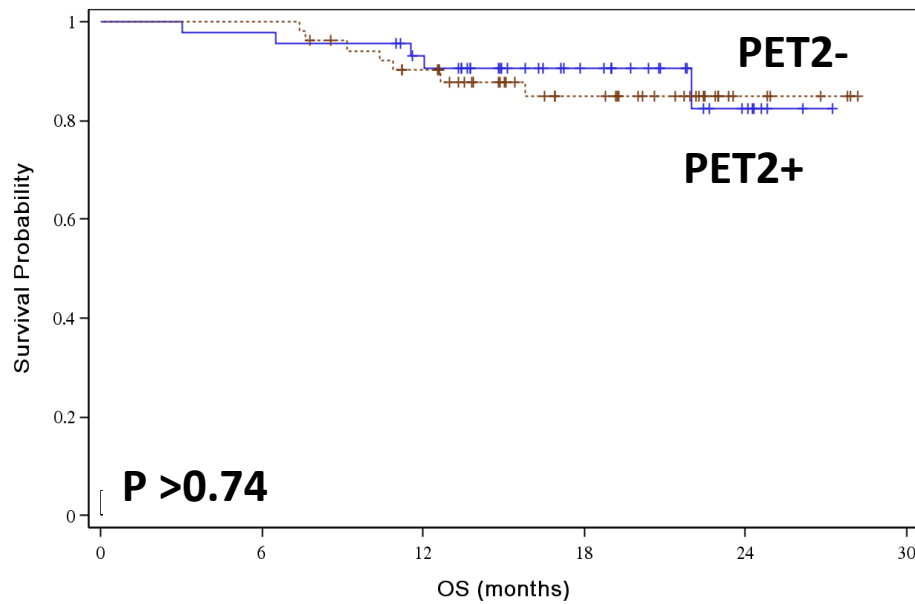 1
PET2-
0.8
PET2+
0.6
Survival Probability
0.4
0.2
P >0.74
0
0 6 12 18 24 30
OS (months)